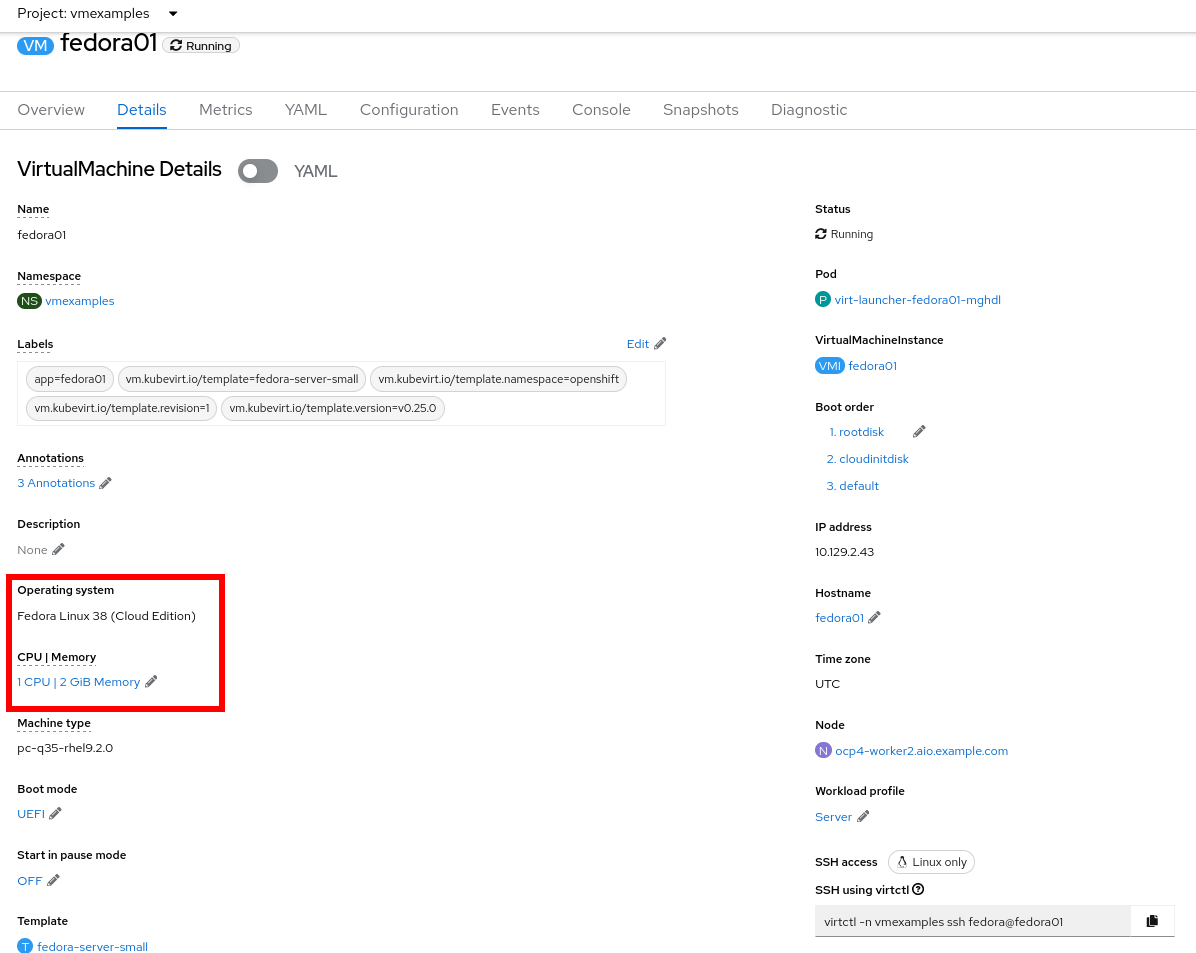 Project: vmexamples
VM fedora01 Running
Overview Details Metrics YAML Configuration Events Console Snapshots Diagnostic
VirtualMachine Details YAML
Name
fedora01
Namespace
NS vmexamples
Labels Edit
app=fedora01 vm.kubevirt.io/template=fedora-server-small vm.kubevirt.io/template.namespace=openshift
vm.kubevirt.io/template.revision=1 vm.kubevirt.io/template.version=v0.25.0
Annotations
3 Annotations
Description
None
Operating system
Fedora Linux 38 (Cloud Edition)
CPU | Memory
1 CPU | 2 GiB Memory
Machine type
pc-q35-rhel9.2.0
Boot mode
UEFI
Start in pause mode
OFF
Template
T fedora-server-small
Status
Running
Pod
P virt-launcher-fedora01-mghdl
VirtualMachineInstance
VMI fedora01
Boot order
1. rootdisk
2. cloudinitdisk
3. default
IP address
10.129.2.43
Hostname
fedora01
Time zone
UTC
Node
N ocp4-worker2.aio.example.com
Workload profile
Server
SSH access Linux only
SSH using virtctl
virtctl -n vmexamples ssh fedora@fedora01